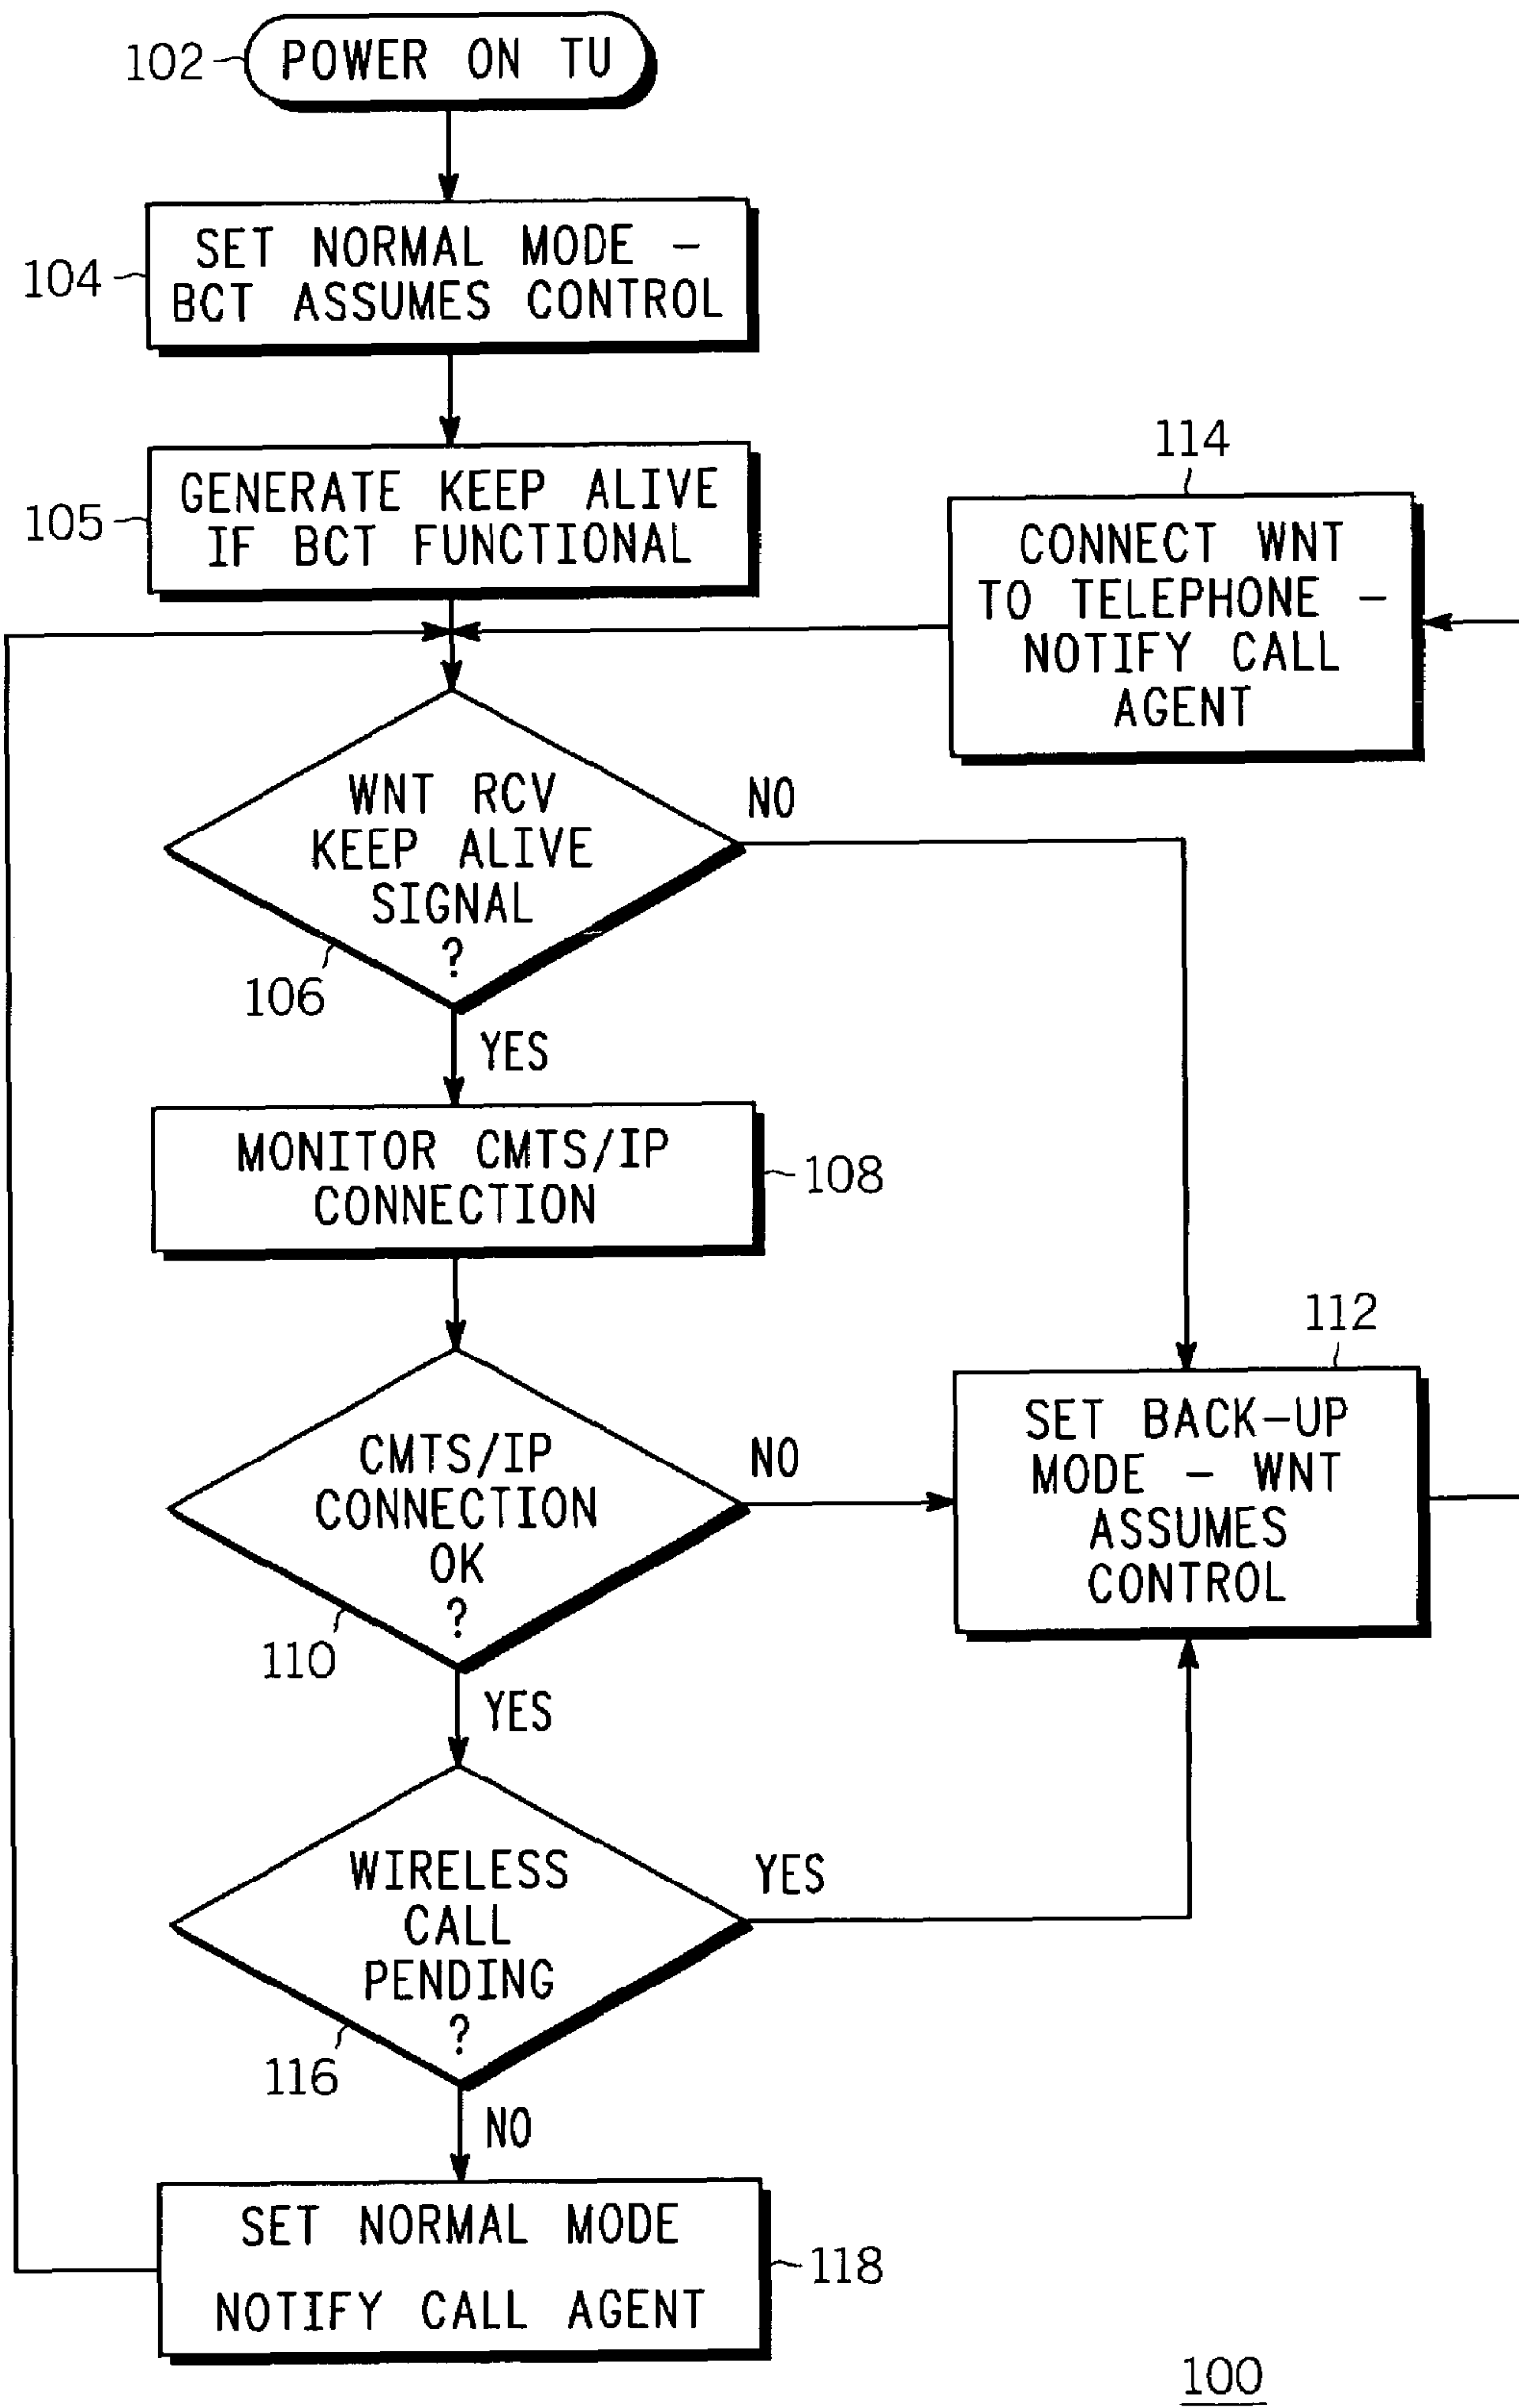 102
POWER ON TU
104
SET NORMAL MODE –
BCT ASSUMES CONTROL
105
GENERATE KEEP ALIVE
IF BCT FUNCTIONAL
114
CONNECT WNT
TO TELEPHONE –
NOTIFY CALL
AGENT
WNT RCV
KEEP ALIVE
SIGNAL
?
106
NO
YES
MONITOR CMTS/IP
CONNECTION
108
CMTS/IP
CONNECTION
OK
?
110
NO
YES
112
SET BACK-UP
MODE – WNT
ASSUMES
CONTROL
WIRELESS
CALL
PENDING
?
116
YES
NO
SET NORMAL MODE
NOTIFY CALL AGENT
118
100